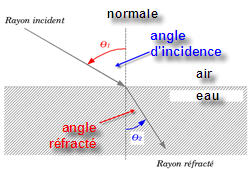 normale
Rayon incident
Θ1
angle
d'incidence
air
eau
angle
réfracté
Θ2
Rayon réfracté